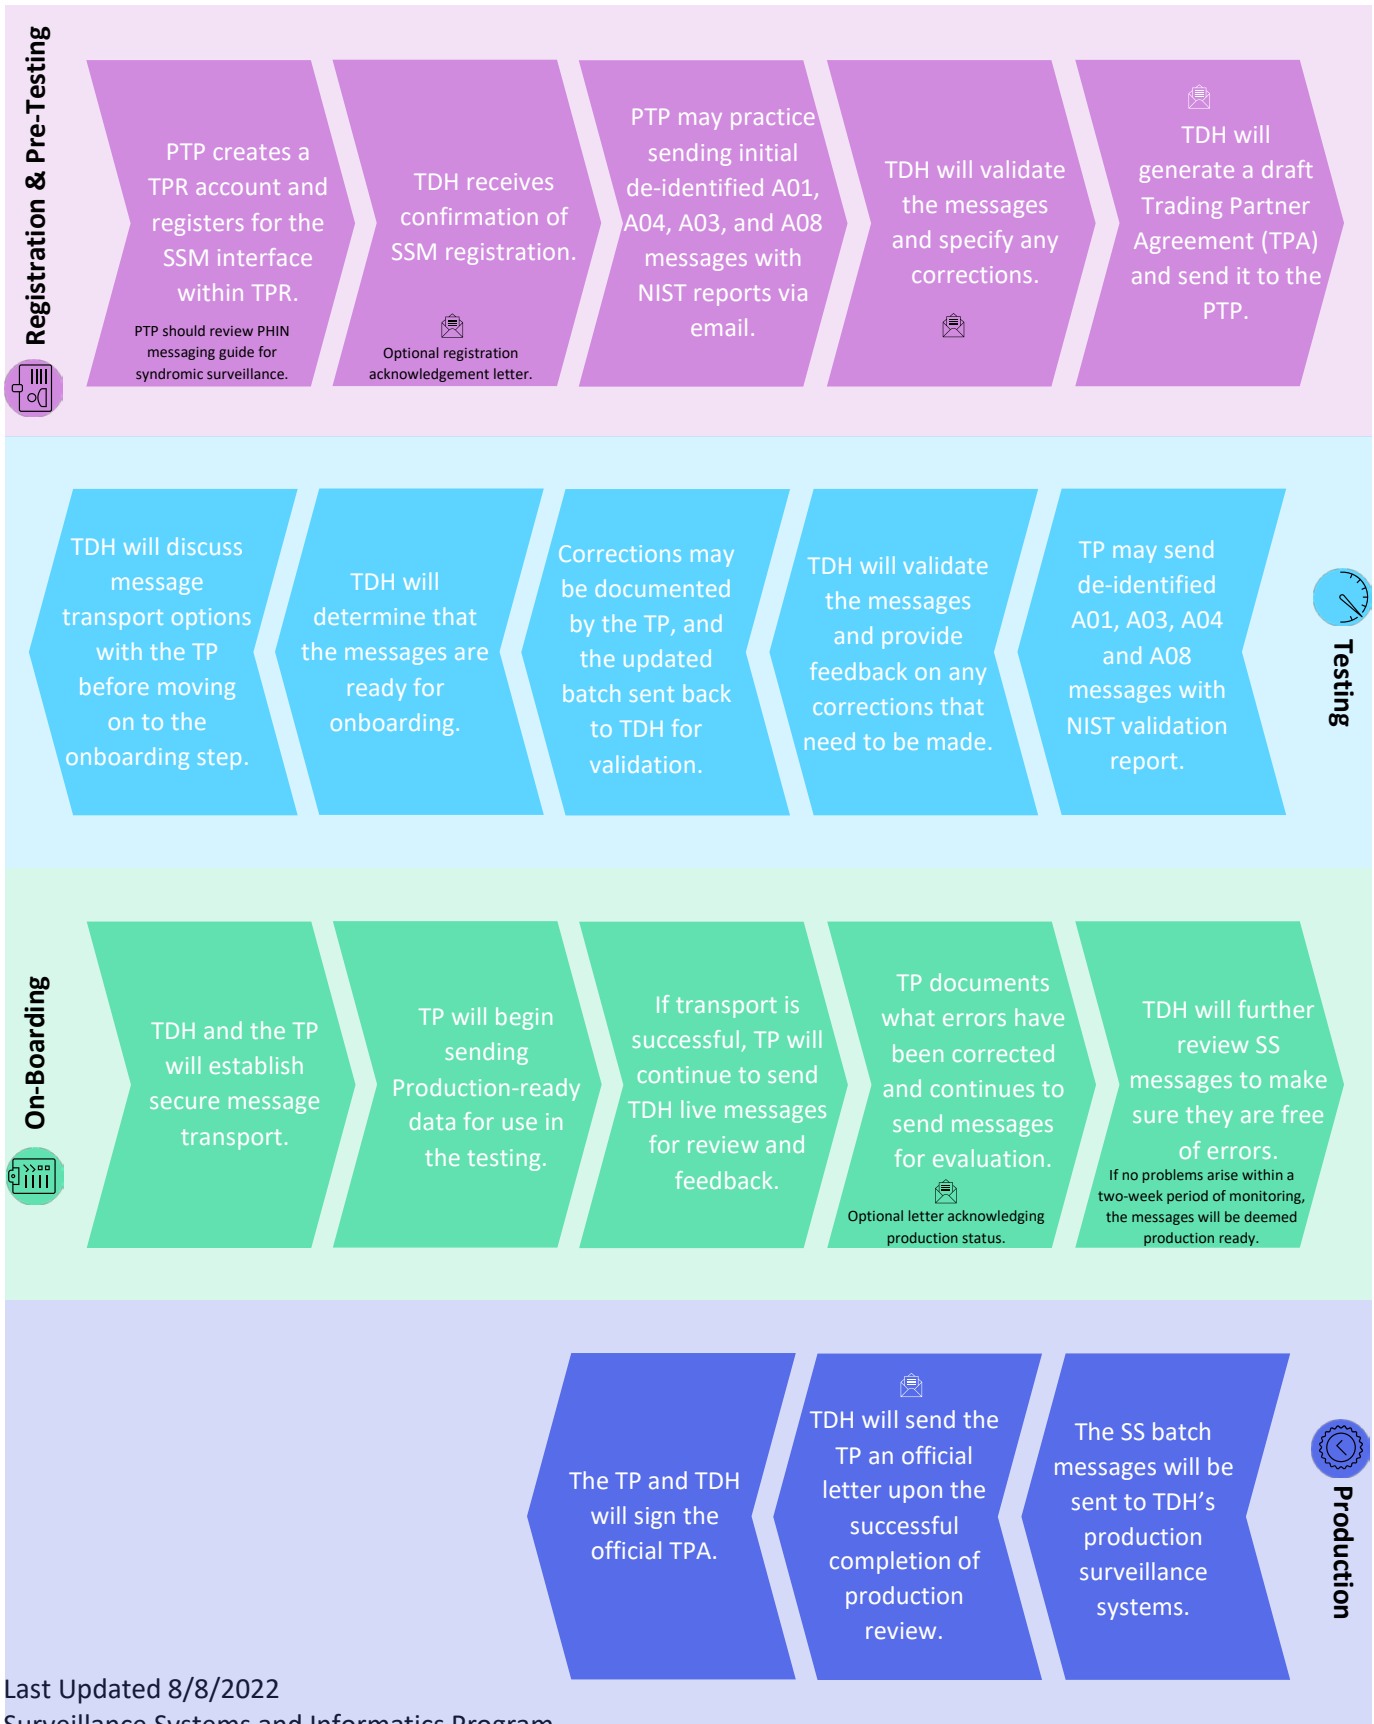 Registration & Pre-Testing
PTP creates a
TPR account and
registers for the
SSM interface
within TPR.
PTP should review PHIN
messaging guide for
syndromic surveillance.
TDH receives
confirmation of
SSM registration.
Optional registration
acknowledgement letter.
PTP may practice
sending initial
de-identified A01,
A04, A03, and A08
messages with
NIST reports via
email.
TDH will validate
the messages
and specify any
corrections.
TDH will
generate a draft
Trading Partner
Agreement (TPA)
and send it to the
PTP.
Testing
TP may send
de-identified
A01, A03, A04
and A08
messages with
NIST validation
report.
TDH will validate
the messages
and provide
feedback on any
corrections that
need to be made.
Corrections may
be documented
by the TP, and
the updated
batch sent back
to TDH for
validation.
TDH will
determine that
the messages are
ready for
onboarding.
TDH will discuss
message
transport options
with the TP
before moving
on to the
onboarding step.
On-Boarding
TDH and the TP
will establish
secure message
transport.
TP will begin
sending
Production-ready
data for use in
the testing.
If transport is
successful, TP will
continue to send
TDH live messages
for review and
feedback.
TP documents
what errors have
been corrected
and continues to
send messages
for evaluation.
Optional letter acknowledging
production status.
TDH will further
review SS
messages to make
sure they are free
of errors.
If no problems arise within a
two-week period of monitoring,
the messages will be deemed
production ready.
Production
The SS batch
messages will be
sent to TDH’s
production
surveillance
systems.
TDH will send the
TP an official
letter upon the
successful
completion of
production
review.
The TP and TDH
will sign the
official TPA.
Last Updated 8/8/2022
Surveillance Systems and Informatics Program